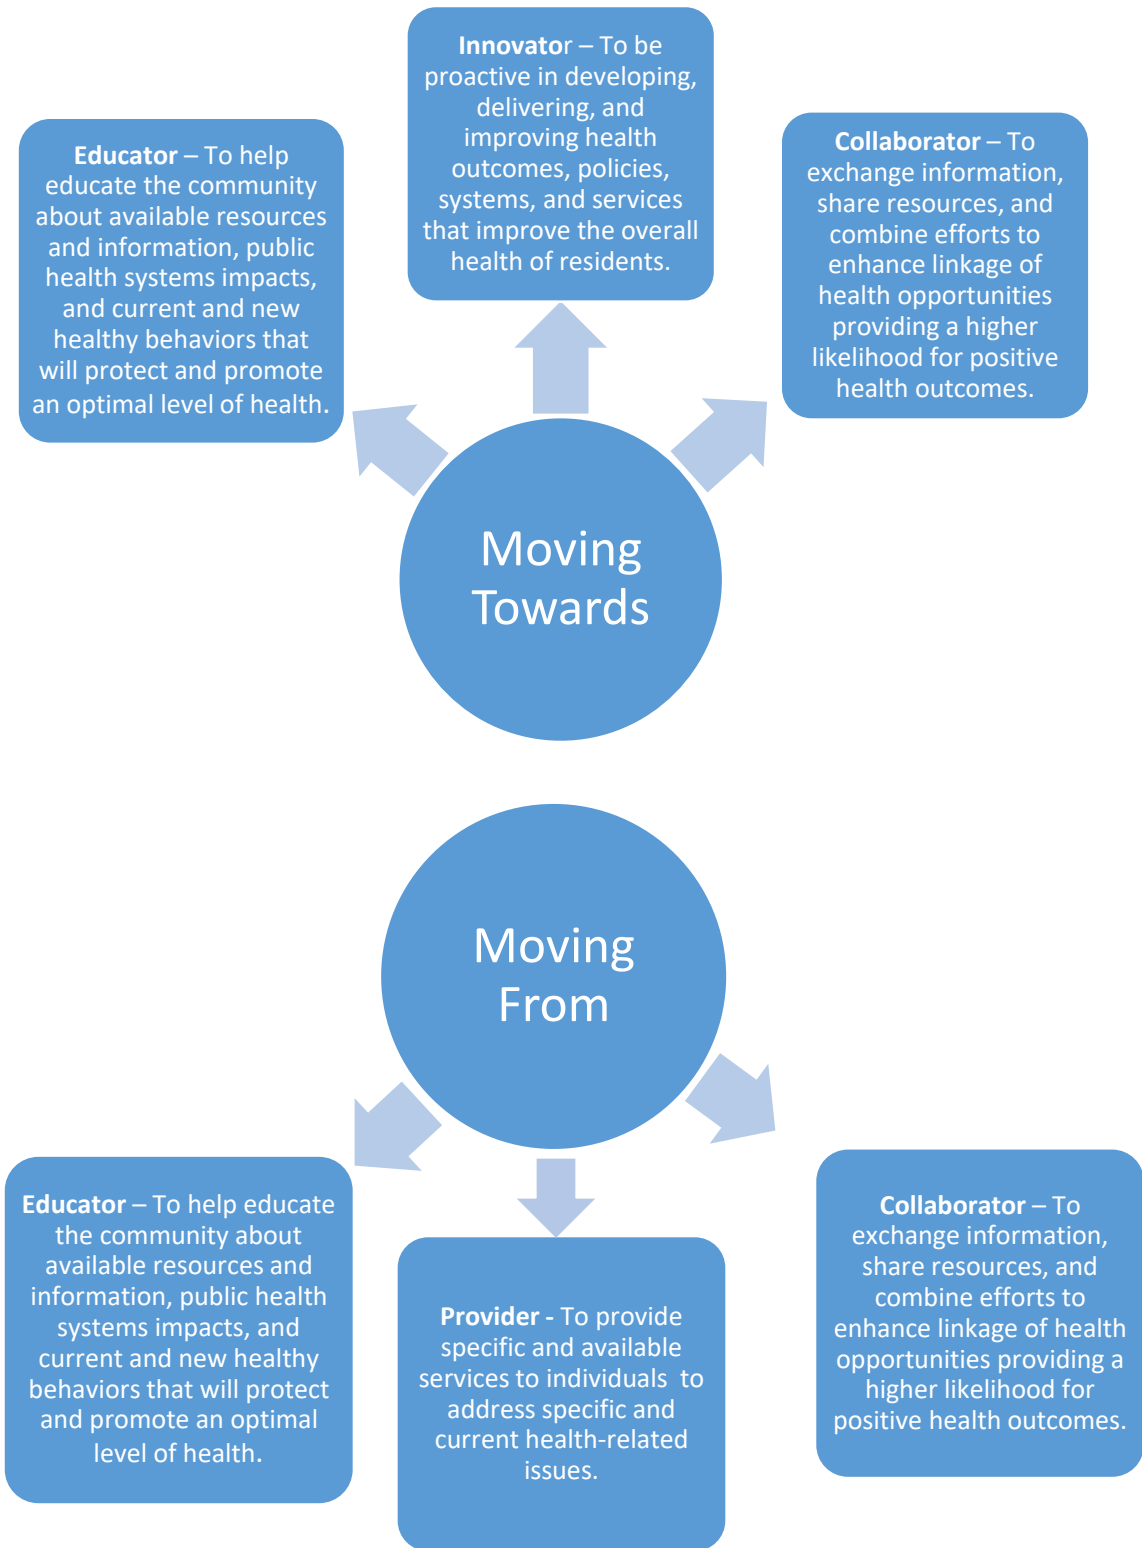 Innovator – To be
proactive in developing,
delivering, and
improving health
outcomes, policies,
systems, and services
that improve the overall
health of residents.
Educator – To help
educate the community
about available resources
and information, public
health systems impacts,
and current and new
healthy behaviors that
will protect and promote
an optimal level of health.
Collaborator – To
exchange information,
share resources, and
combine efforts to
enhance linkage of
health opportunities
providing a higher
likelihood for positive
health outcomes.
Moving
Towards
Moving
From
Educator – To help educate
the community about
available resources and
information, public health
systems impacts, and
current and new healthy
behaviors that will protect
and promote an optimal
level of health.
Provider - To provide
specific and available
services to individuals  to
address specific and
current health-related
issues.
Collaborator – To
exchange information,
share resources, and
combine efforts to
enhance linkage of health
opportunities providing a
higher likelihood for
positive health outcomes.